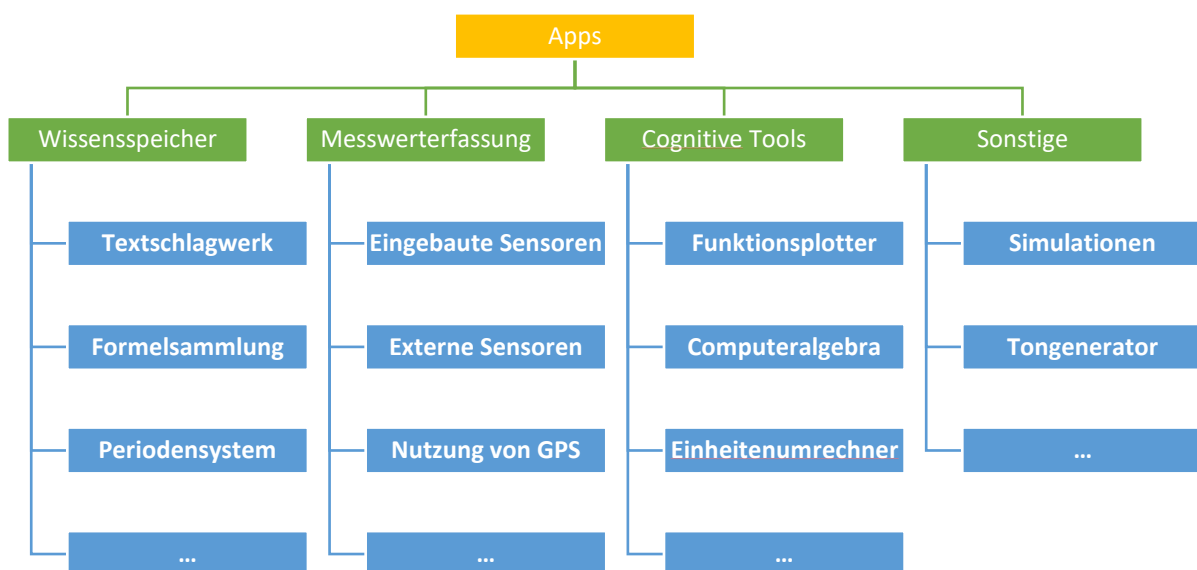 Apps
Wissensspeicher
Messwerterfassung
Cognitive Tools
Sonstige
Textschlagwerk
Eingebaute Sensoren
Funktionsplotter
Simulationen
Formelsammlung
Externe Sensoren
Computeralgebra
Tongenerator
Periodensystem
Nutzung von GPS
Einheitenumrechner
...
...
...
...